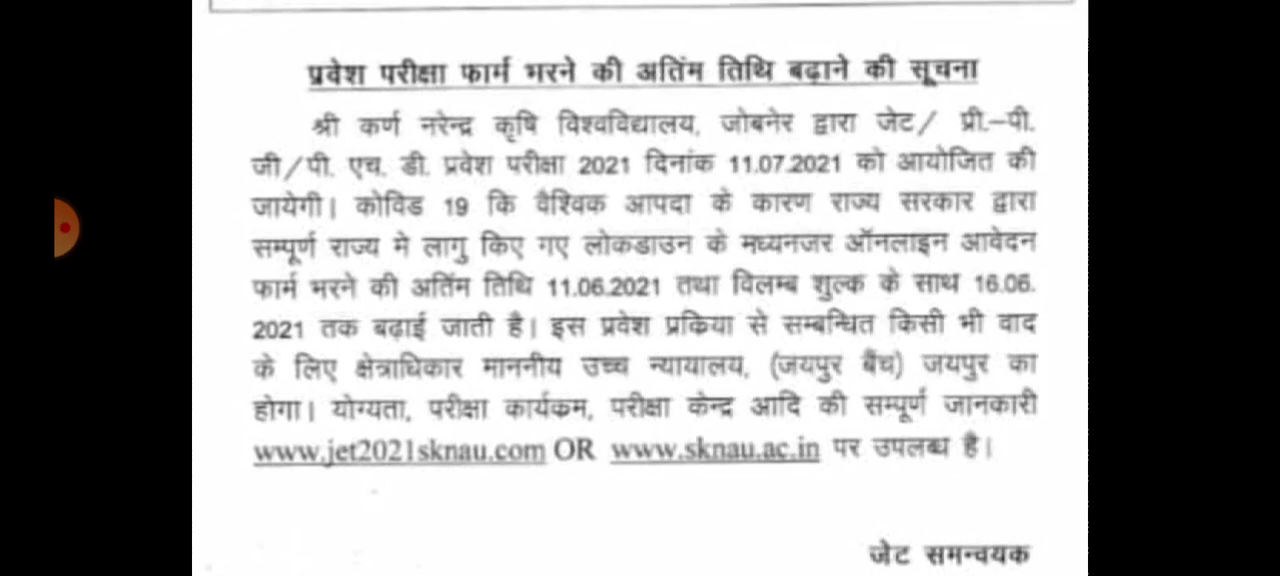 प्रवेश परीक्षा फार्म भरने की अतिंम तिथि बढ़ाने की सूचना
श्री कर्ण नरेन्द्र कृषि विश्वविद्यालय, जोबनेर द्वारा जेट/ प्री.–पी.
जी/पी. एच. डी. प्रवेश परीक्षा 2021 दिनांक 11.07.2021 को आयोजित की
जायेगी। कोविड 19 कि वैश्विक आपदा के कारण राज्य सरकार द्वारा
सम्पूर्ण राज्य मे लागु किए गए लोकडाउन के मध्यनजर ऑनलाइन आवेदन
फार्म भरने की अतिंम तिथि 11.06.2021 तथा विलम्ब शुल्क के साथ 16.06.
2021 तक बढ़ाई जाती है। इस प्रवेश प्रकिया से सम्बन्धित किसी भी वाद
के लिए क्षेत्राधिकार माननीय उच्च न्यायालय, (जयपुर बैंच) जयपुर का
होगा। योग्यता, परीक्षा कार्यकम, परीक्षा केन्द्र आदि की सम्पूर्ण जानकारी
www.jet2021sknau.com OR www.sknau.ac.in पर उपलब्ध है।
जेट समन्वयक